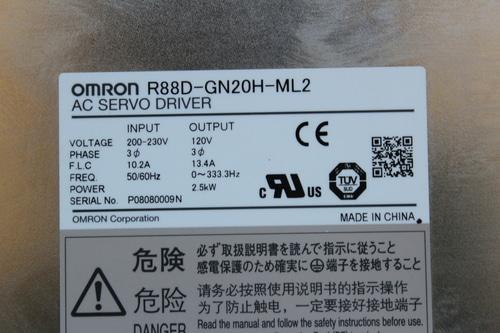 OMRON R88D-GN20H-ML2
AC SERVO DRIVER
INPUT OUTPUT
VOLTAGE 200-230V 120V
PHASE 3ϕ 3ϕ
F.L.C 10.2A 13.4A
FREQ. 50/60Hz 0~333.3Hz
POWER 2.5kW
SERIAL No. P08080009N
CE
c RU US
TUV
SUD
OMRON Corporation MADE IN CHINA
危険 必ず取扱説明書を読んで指示に従うこと
感電保護のため確実に⏚端子を接地すること
危险 请务必按照使用说明书的指示操作
为了防止触电，一定要接好接地端子
DANGER Read the manual and follow the safety instructions before use.